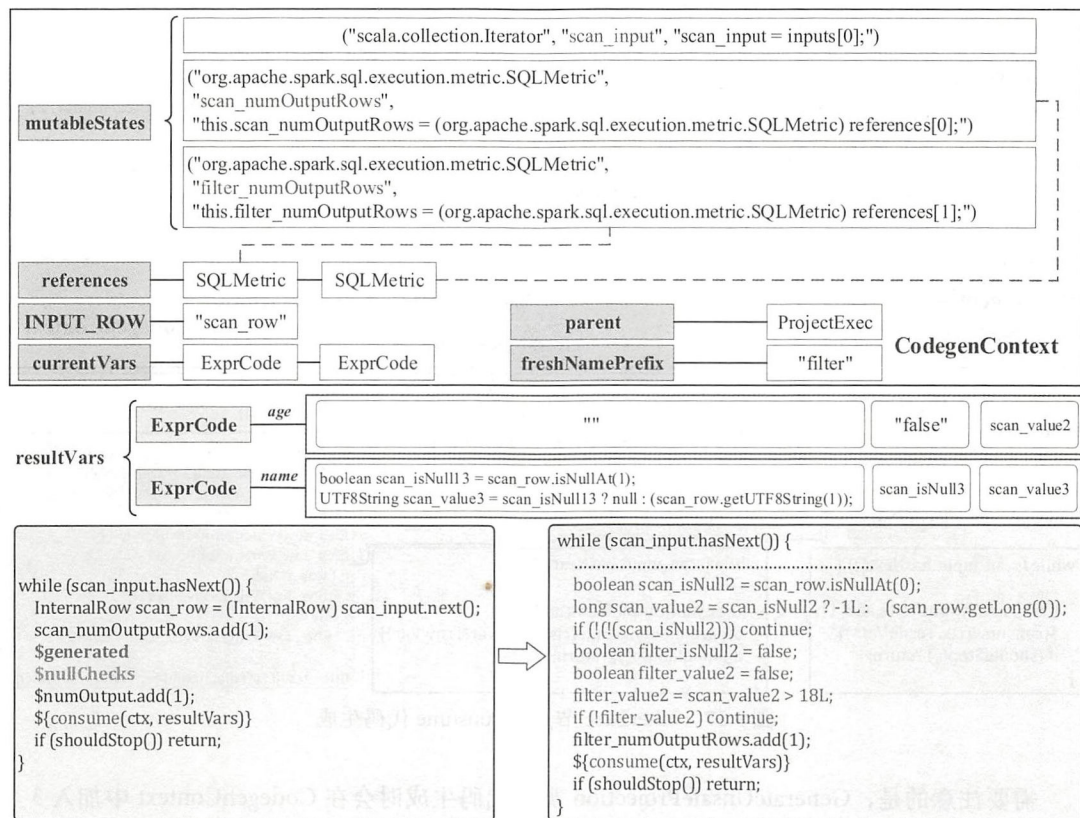 ("scala.collection.Iterator", "scan_input", "scan_input = inputs[0];")
mutableStates
("org.apache.spark.sql.execution.metric.SQLMetric",
"scan_numOutputRows",
"this.scan_numOutputRows = (org.apache.spark.sql.execution.metric.SQLMetric) references[0];")
("org.apache.spark.sql.execution.metric.SQLMetric",
"filter_numOutputRows",
"this.filter_numOutputRows = (org.apache.spark.sql.execution.metric.SQLMetric) references[1];")
references SQLMetric SQLMetric
INPUT_ROW "scan_row" parent ProjectExec
CodegenContext
currentVars ExprCode ExprCode freshNamePrefix "filter"
resultVars
ExprCode age "" "false" scan_value2
ExprCode name
boolean scan_isNull13 = scan_row.isNullAt(1);
UTF8String scan_value3 = scan_isNull13 ? null : (scan_row.getUTF8String(1));
scan_isNull3 scan_value3
while (scan_input.hasNext()) {
InternalRow scan_row = (InternalRow) scan_input.next();
scan_numOutputRows.add(1);
$generated
$nullChecks
$numOutput.add(1);
${consume(ctx, resultVars)}
if (shouldStop()) return;
}
while (scan_input.hasNext()) {
................................................
boolean scan_isNull2 = scan_row.isNullAt(0);
long scan_value2 = scan_isNull2 ? -1L : (scan_row.getLong(0));
if (!(!(scan_isNull2))) continue;
boolean filter_isNull2 = false;
boolean filter_value2 = false;
filter_value2 = scan_value2 > 18L;
if (!filter_value2) continue;
filter_numOutputRows.add(1);
${consume(ctx, resultVars)}
if (shouldStop()) return;
}